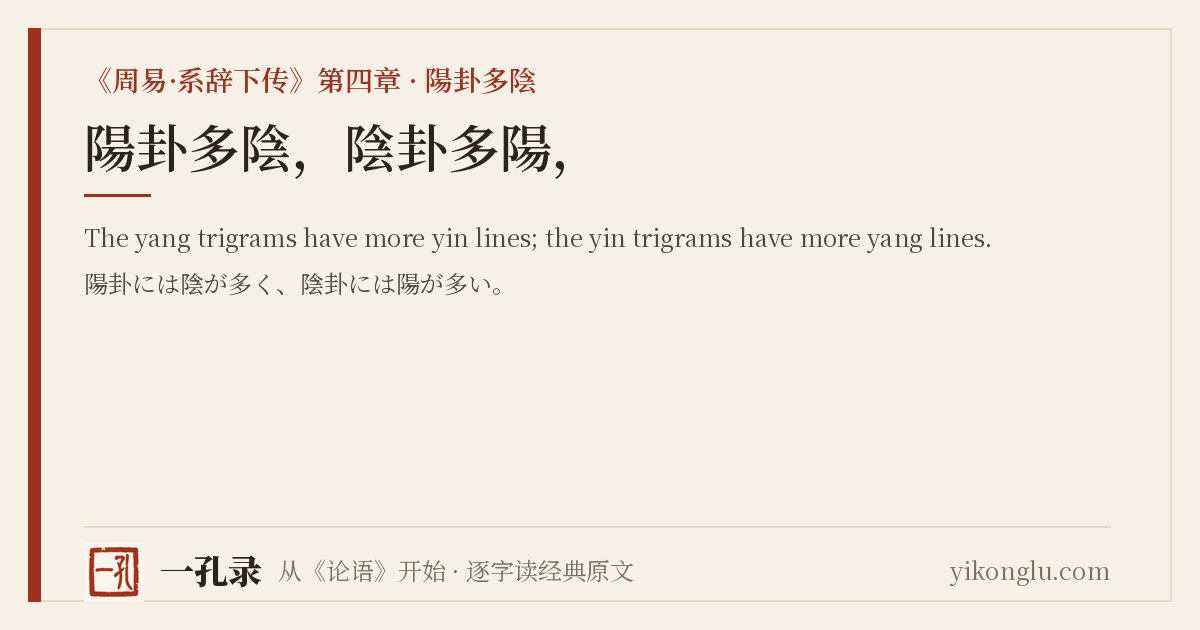 《周易·系辞下传》第四章 · 陽卦多陰
陽卦多陰，陰卦多陽，
The yang trigrams have more yin lines; the yin trigrams have more yang lines.
陽卦には陰が多く、陰卦には陽が多い。
一孔
一孔录 从《论语》开始 · 逐字读经典原文
yikonglu.com